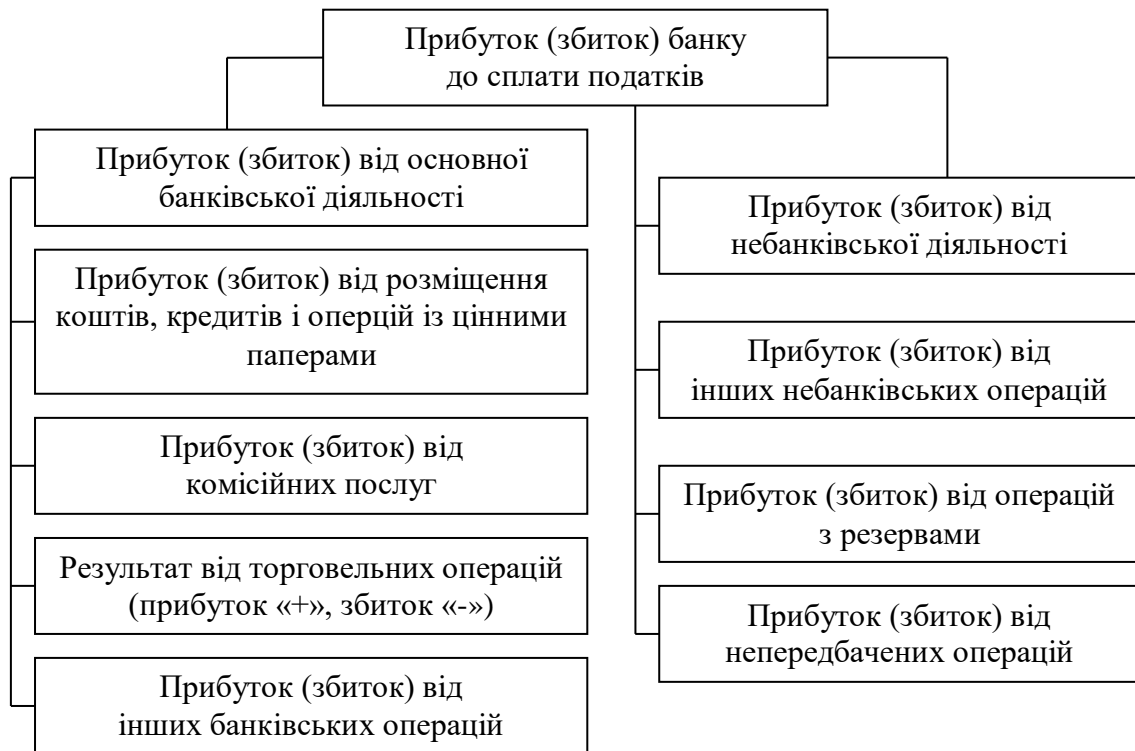 Прибуток (збиток) банку
до сплати податків
Прибуток (збиток) від основної
банківської діяльності
Прибуток (збиток) від розміщення
коштів, кредитів і оперцій із цінними
паперами
Прибуток (збиток) від
комісійних послуг
Результат від торговельних операцій
(прибуток «+», збиток «-»)
Прибуток (збиток) від
інших банківських операцій
Прибуток (збиток) від
небанківської діяльності
Прибуток (збиток) від
інших небанківських операцій
Прибуток (збиток) від операцій
з резервами
Прибуток (збиток) від
непередбачених операцій